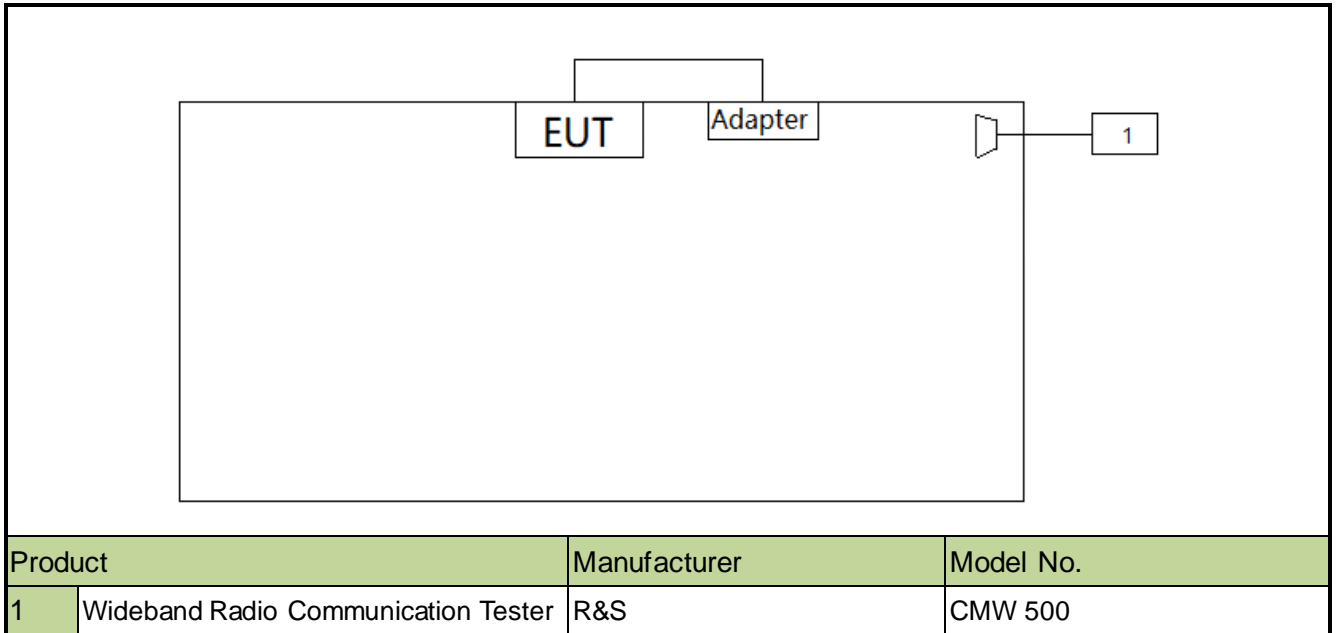 EUT
Adapter
1
Product Manufacturer Model No.
1 Wideband Radio Communication Tester R&S CMW 500